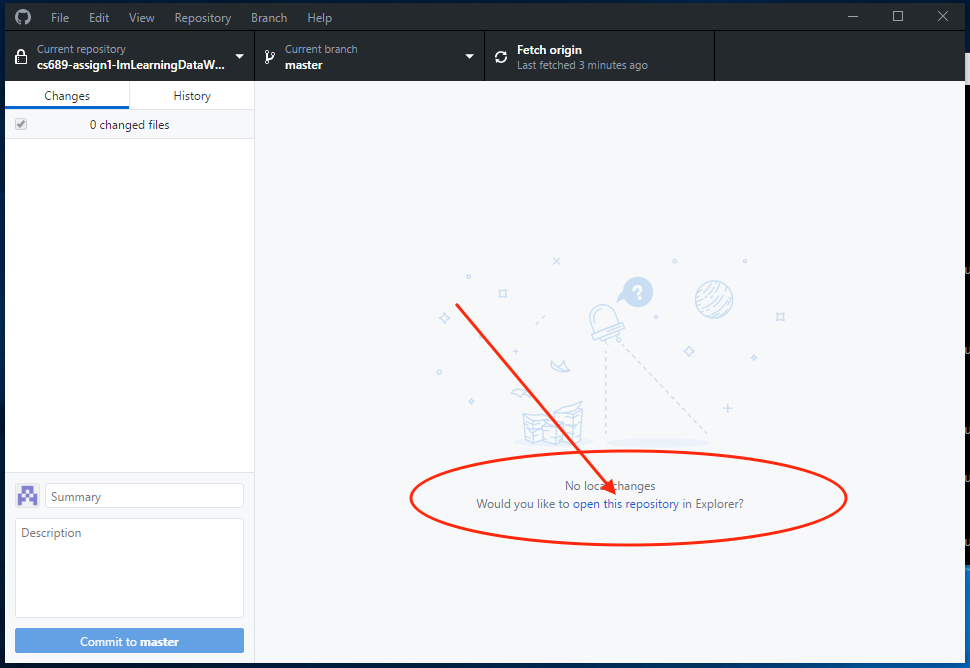 File Edit View Repository Branch Help
Current repository
cs689-assign1-ImLearningDataW...
Current branch
master
Fetch origin
Last fetched 3 minutes ago
Changes
History
0 changed files
?
No local changes
Would you like to open this repository in Explorer?
Summary
Description
Commit to master